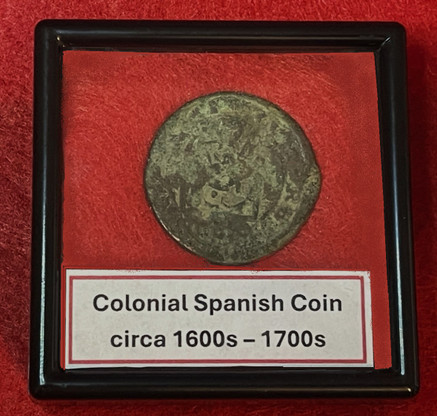 Colonial Spanish Coin
circa 1600s – 1700s